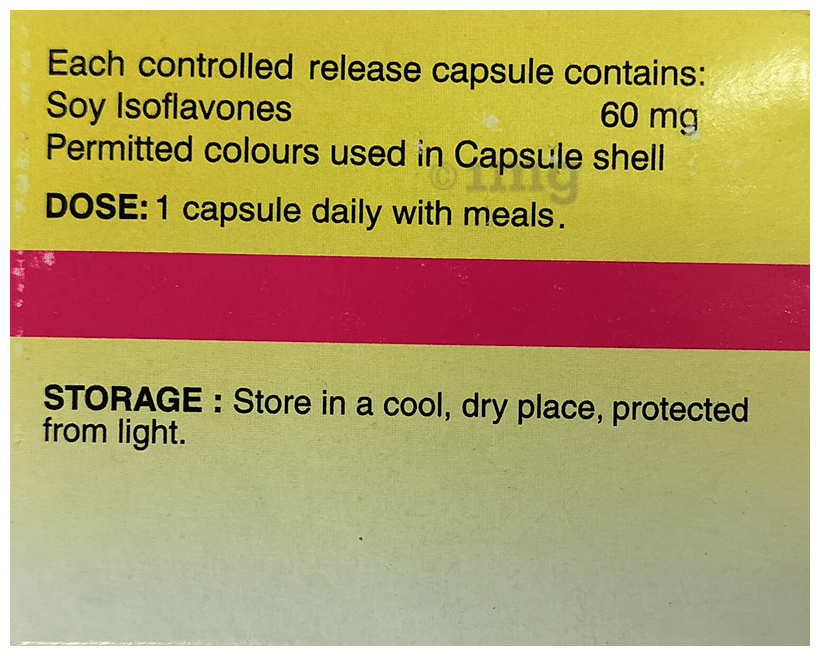 Each controlled release capsule contains:
Soy Isoflavones 60 mg
Permitted colours used in Capsule shell
DOSE: 1 capsule daily with meals.
STORAGE : Store in a cool, dry place, protected
from light.